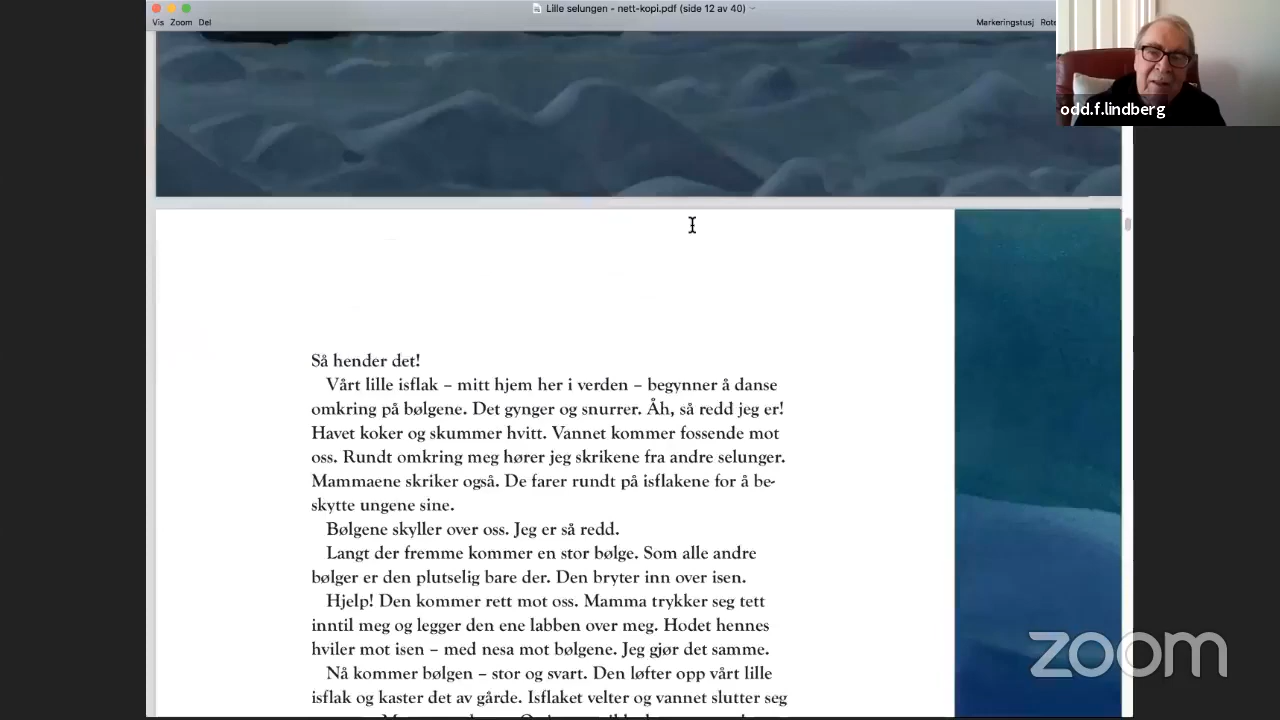 Lille selungen - nett-kopi.pdf (side 12 av 40)
Vis Zoom Del
Markeringstusj
odd.f.lindberg
Så hender det!
Vårt lille isflak – mitt hjem her i verden – begynner å danse
omkring på bølgene. Det gynger og snurrer. Åh, så redd jeg er!
Havet koker og skummer hvitt. Vannet kommer fossende mot
oss. Rundt omkring meg hører jeg skrikene fra andre selunger.
Mammaene skriker også. De farer rundt på isflakene for å be-
skytte ungene sine.
Bølgene skyller over oss. Jeg er så redd.
Langt der fremme kommer en stor bølge. Som alle andre
bølger er den plutselig bare der. Den bryter inn over isen.
Hjelp! Den kommer rett mot oss. Mamma trykker seg tett
inntil meg og legger den ene labben over meg. Hodet hennes
hviler mot isen – med nesa mot bølgene. Jeg gjør det samme.
Nå kommer bølgen – stor og svart. Den løfter opp vårt lille
isflak og kaster det av gårde. Isflaket velter og vannet slutter seg
zoom